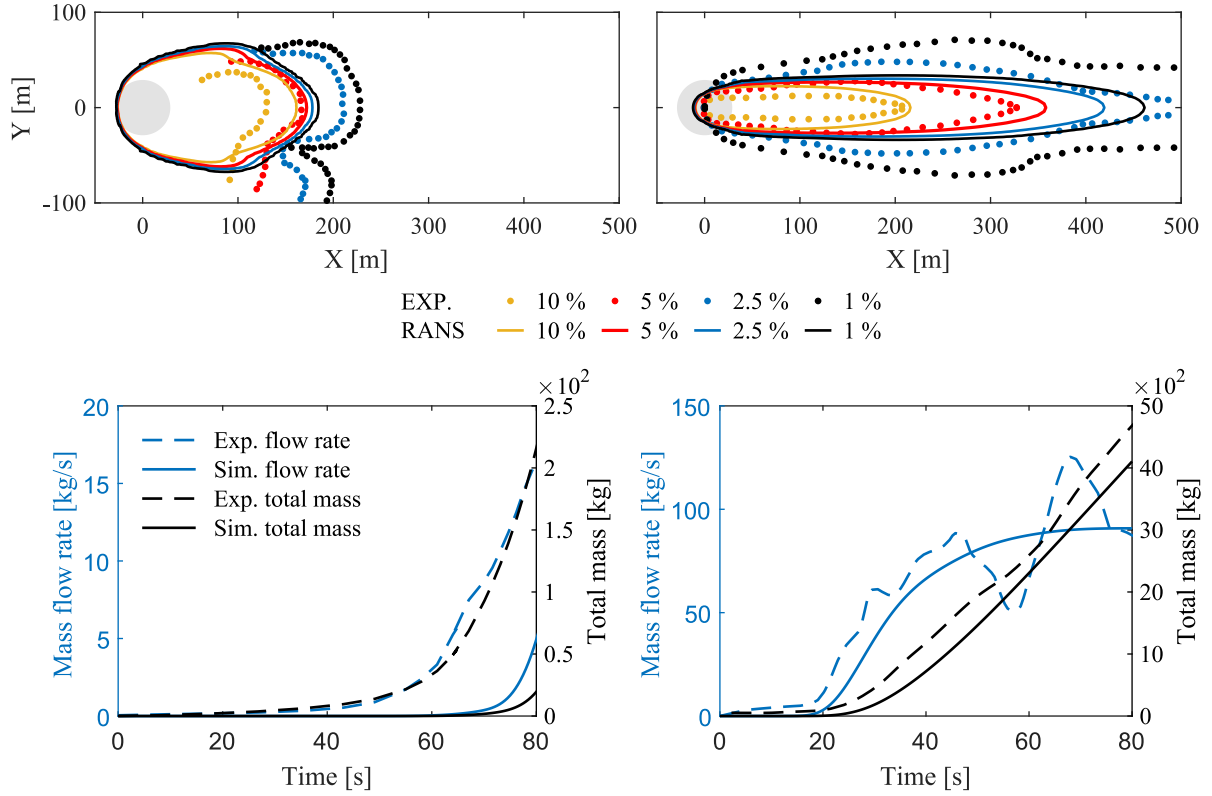 100
0
-100
Y [m]
0 100 200 300 400 500
X [m]
0 100 200 300 400 500
X [m]
EXP. 10 % 5 % 2.5 % 1 %
RANS 10 % 5 % 2.5 % 1 %
20
15
10
5
0
Mass flow rate [kg/s]
Exp. flow rate
Sim. flow rate
Exp. total mass
Sim. total mass
×10²
2.5
2
1.5
1
0.5
0
Total mass [kg]
0 20 40 60 80
Time [s]
150
100
50
0
Mass flow rate [kg/s]
×10²
50
40
30
20
10
0
Total mass [kg]
0 20 40 60 80
Time [s]